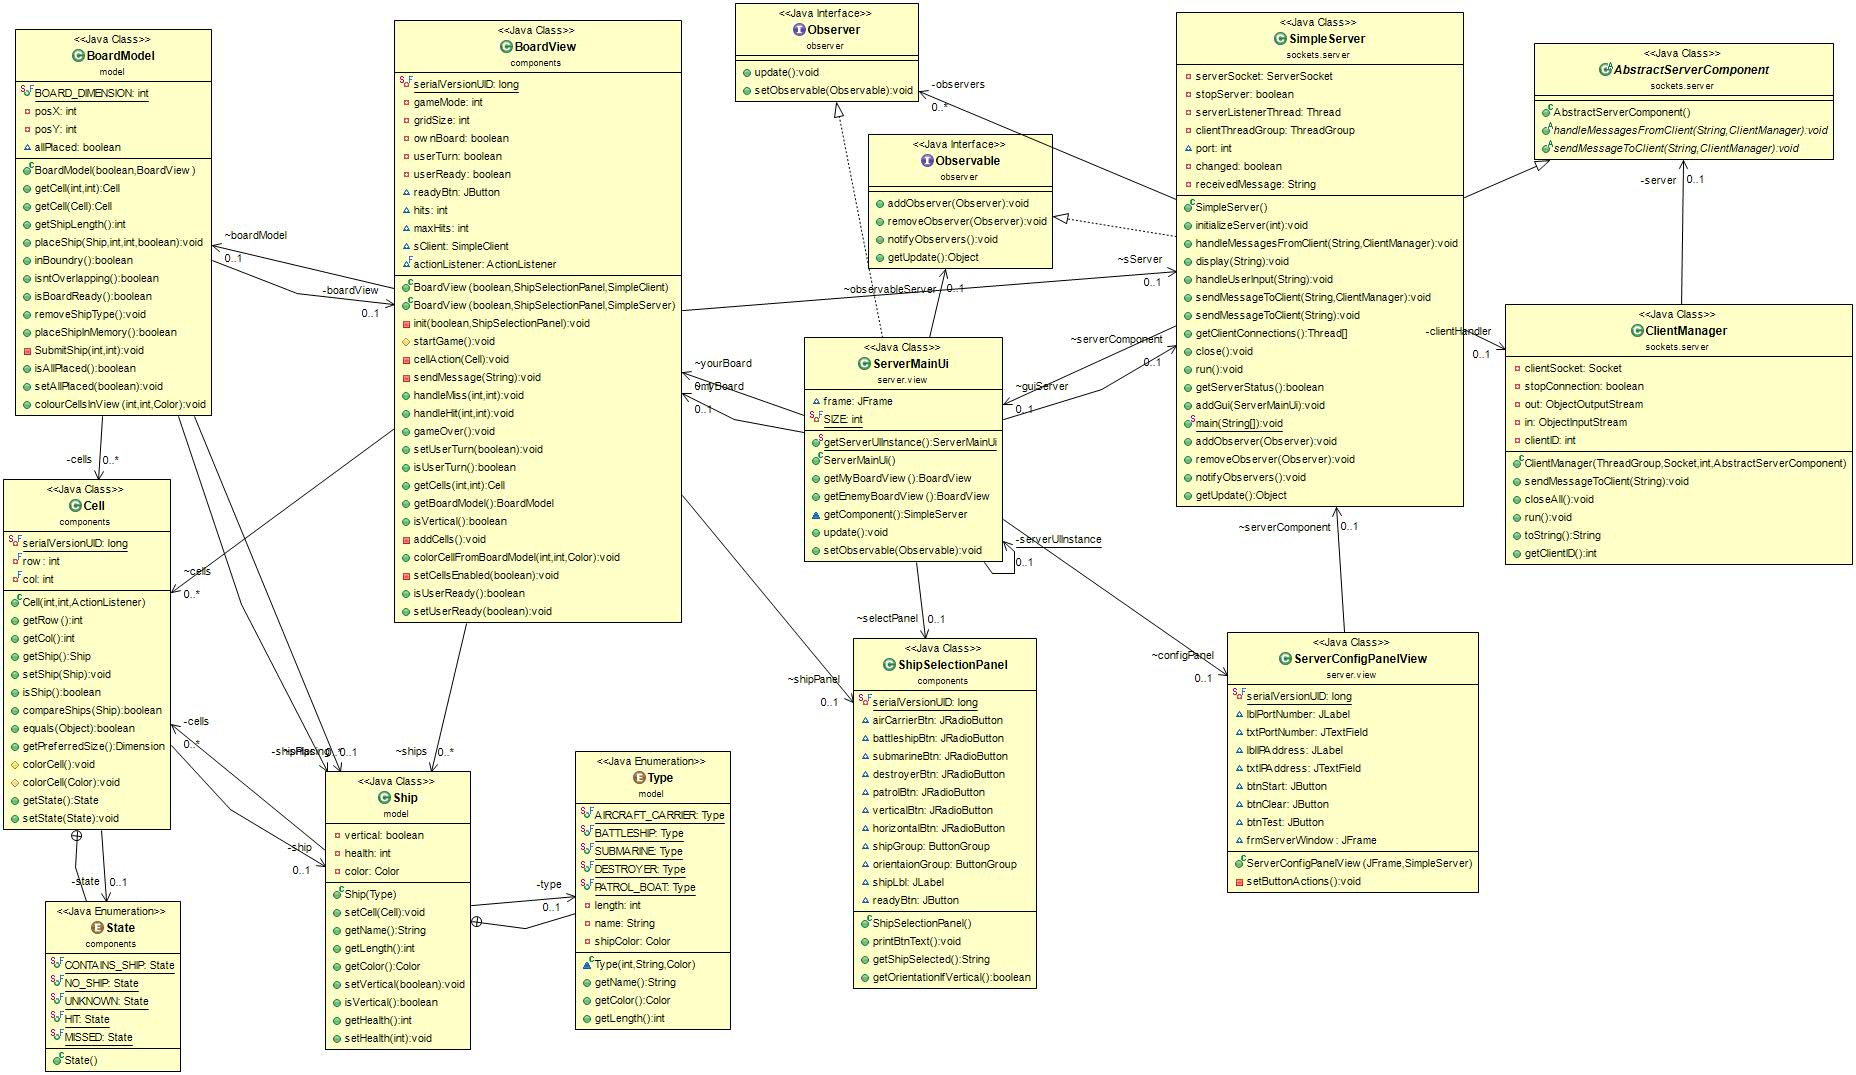 <<Java Class>>
BoardModel
model
BOARD_DIMENSION: int
posX: int
posY: int
allPlaced: boolean
BoardModel(boolean,BoardView)
getCell(int,int):Cell
getCell(Cell):Cell
getShipLength():int
placeShip(Ship,int,int,boolean):void
inBoundry():boolean
isntOverlapping():boolean
isBoardReady():boolean
removeShipType():void
placeShipInMemory():boolean
SubmitShip(int,int):void
isAllPlaced():boolean
setAllPlaced(boolean):void
colourCellsInView(int,int,Color):void
<<Java Class>>
BoardView
components
serialVersionUID: long
gameMode: int
gridSize: int
ownBoard: boolean
userTurn: boolean
userReady: boolean
readyBtn: JButton
hits: int
maxHits: int
sClient: SimpleClient
actionListener: ActionListener
BoardView(boolean,ShipSelectionPanel,SimpleClient)
BoardView(boolean,ShipSelectionPanel,SimpleServer)
init(boolean,ShipSelectionPanel):void
startGame():void
cellAction(Cell):void
sendMessage(String):void
handleMiss(int,int):void
handleHit(int,int):void
gameOver():void
setUserTurn(boolean):void
isUserTurn():boolean
getCells(int,int):Cell
getBoardModel():BoardModel
isVertical():boolean
addCells():void
colorCellFromBoardModel(int,int,Color):void
setCellsEnabled(boolean):void
isUserReady():boolean
setUserReady(boolean):void
<<Java Interface>>
Observer
observer
update():void
setObservable(Observable):void
<<Java Interface>>
Observable
observer
addObserver(Observer):void
removeObserver(Observer):void
notifyObservers():void
getUpdate():Object
<<Java Class>>
SimpleServer
sockets.server
serverSocket: ServerSocket
stopServer: boolean
serverListenerThread: Thread
clientThreadGroup: ThreadGroup
port: int
changed: boolean
receivedMessage: String
SimpleServer()
initializeServer(int):void
handleMessagesFromClient(String,ClientManager):void
display(String):void
handleUserInput(String):void
sendMessageToClient(String,ClientManager):void
sendMessageToClient(String):void
getClientConnections():Thread[]
close():void
run():void
getServerStatus():boolean
addGui(ServerMainUi):void
main(String[]):void
addObserver(Observer):void
removeObserver(Observer):void
notifyObservers():void
getUpdate():Object
<<Java Class>>
AbstractServerComponent
sockets.server
AbstractServerComponent()
handleMessagesFromClient(String,ClientManager):void
sendMessageToClient(String,ClientManager):void
<<Java Class>>
ClientManager
sockets.server
clientSocket: Socket
stopConnection: boolean
out: ObjectOutputStream
in: ObjectInputStream
clientID: int
ClientManager(ThreadGroup,Socket,int,AbstractServerComponent)
sendMessageToClient(String):void
closeAll():void
run():void
toString():String
getClientID():int
<<Java Class>>
ServerMainUi
server.view
frame: JFrame
SIZE: int
getServerUIInstance():ServerMainUi
ServerMainUi()
getMyBoardView():BoardView
getEnemyBoardView():BoardView
getComponent():SimpleServer
update():void
setObservable(Observable):void
<<Java Class>>
Cell
components
serialVersionUID: long
row: int
col: int
Cell(int,int,ActionListener)
getRow():int
getCol():int
getShip():Ship
setShip(Ship):void
isShip():boolean
compareShips(Ship):boolean
equals(Object):boolean
getPreferredSize():Dimension
colorCell():void
colorCell(Color):void
getState():State
setState(State):void
<<Java Enumeration>>
State
components
CONTAINS_SHIP: State
NO_SHIP: State
UNKNOWN: State
HIT: State
MISSED: State
State()
<<Java Class>>
Ship
model
vertical: boolean
health: int
color: Color
Ship(Type)
setCell(Cell):void
getName():String
getLength():int
getColor():Color
setVertical(boolean):void
isVertical():boolean
getHealth():int
setHealth(int):void
<<Java Enumeration>>
Type
model
AIRCRAFT_CARRIER: Type
BATTLESHIP: Type
SUBMARINE: Type
DESTROYER: Type
PATROL_BOAT: Type
length: int
name: String
shipColor: Color
Type(int,String,Color)
getName():String
getColor():Color
getLength():int
<<Java Class>>
ShipSelectionPanel
components
serialVersionUID: long
airCarrierBtn: JRadioButton
battleshipBtn: JRadioButton
submarineBtn: JRadioButton
destroyerBtn: JRadioButton
patrolBtn: JRadioButton
verticalBtn: JRadioButton
horizontalBtn: JRadioButton
shipGroup: ButtonGroup
orientaionGroup: ButtonGroup
shipLbl: JLabel
readyBtn: JButton
ShipSelectionPanel()
printBtnText():void
getShipSelected():String
getOrientationIfVertical():boolean
<<Java Class>>
ServerConfigPanelView
server.view
serialVersionUID: long
lblPortNumber: JLabel
txtPortNumber: JTextField
lblIPAddress: JLabel
txtIPAddress: JTextField
btnStart: JButton
btnClear: JButton
btnTest: JButton
frmServerWindow: JFrame
ServerConfigPanelView(JFrame,SimpleServer)
setButtonActions():void
~boardModel
0..1
-boardView
0..1
-observers
0..*
-server
0..1
~sServer
0..1
~observableServer
0..1
~serverComponent
0..1
~guiServer
0..1
-clientHandler
0..1
~yourBoard
~myBoard
0..1
-cells
0..*
~cells
0..*
-serverUIInstance
0..1
~serverComponent
0..1
~selectPanel
0..1
~configPanel
0..1
~shipPanel
0..1
-cells
0..*
0..1
~ships
0..*
-ship
0..1
-state
0..1
-type
0..1